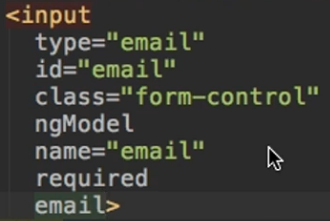 <input
type="email"
id="email"
class="form-control"
ngModel
name="email"
required
email>